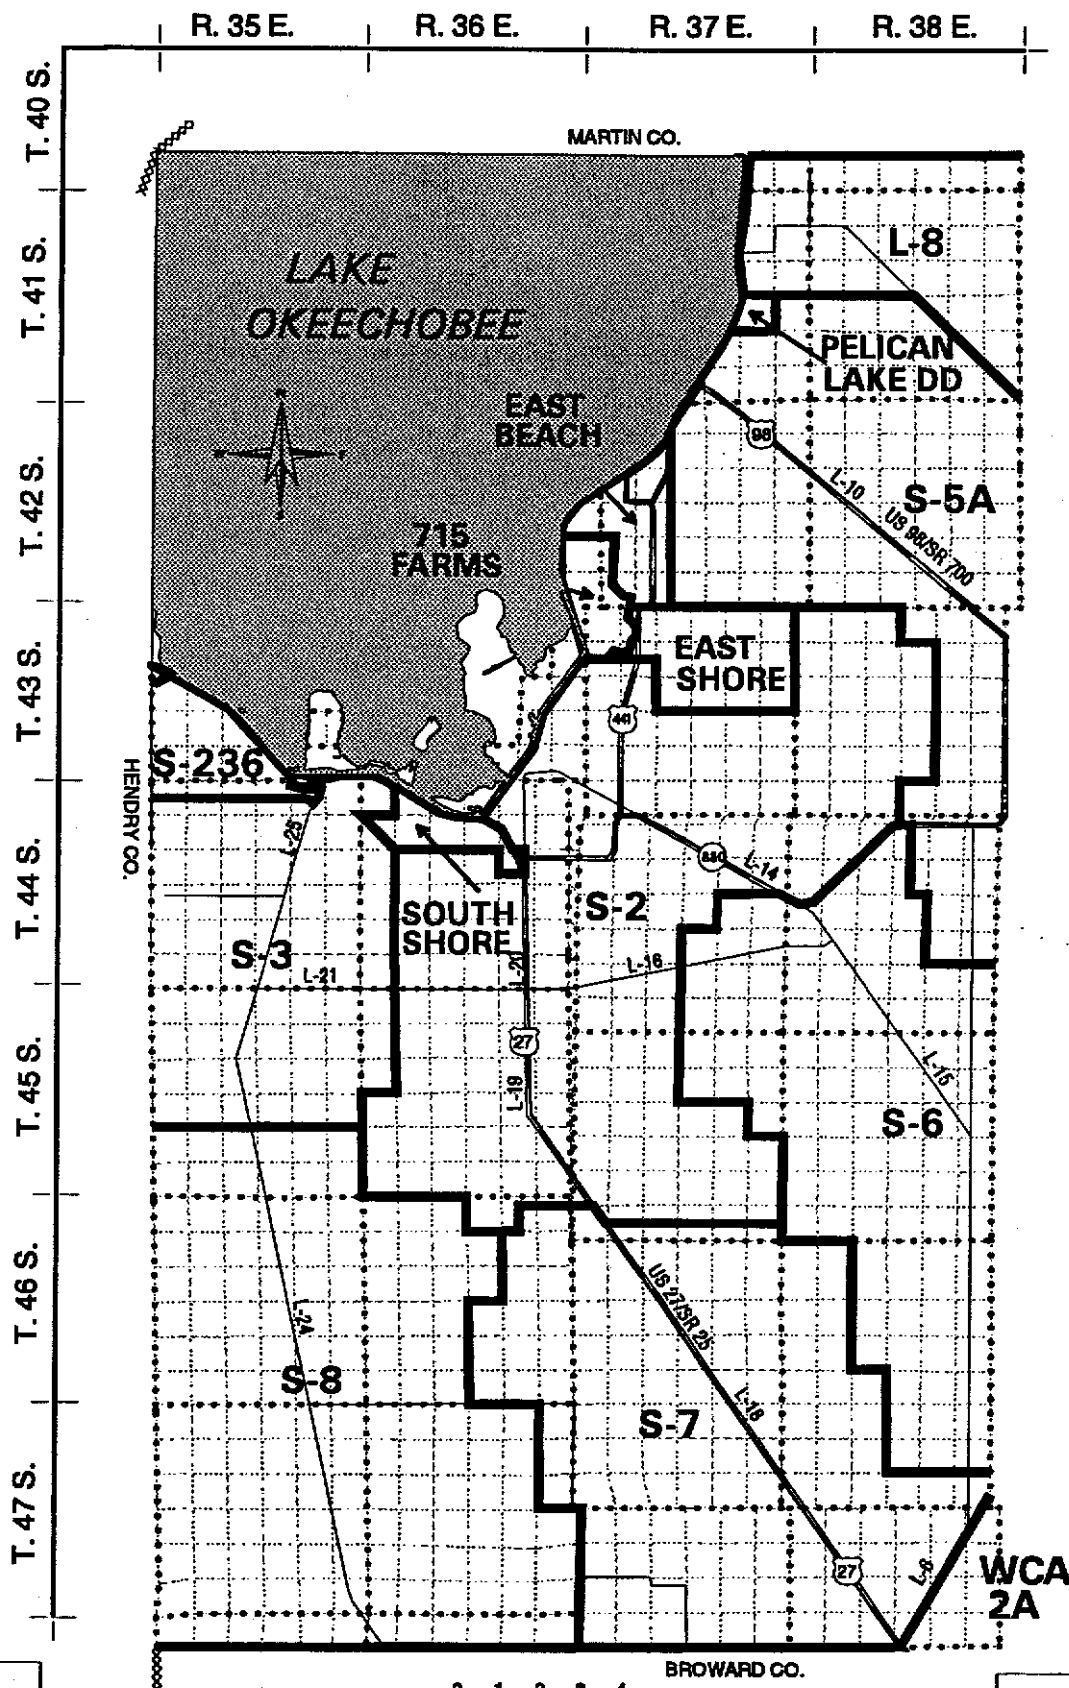 R. 35 E. R. 36 E. R. 37 E. R. 38 E.
T. 40 S.
MARTIN CO.
L-8
T. 41 S.
LAKE
OKEECHOBEE
PELICAN
LAKE DD
EAST
BEACH
98
L-10
S-5A
T. 42 S.
US 98/SR 700
715
FARMS
T. 43 S.
EAST
SHORE
441
S-236
HENDRY CO.
L-25
880
L-14
T. 44 S.
SOUTH
SHORE
S-2
S-3
L-20
L-21
L-16
27
T. 45 S.
L-19
L-15
S-6
T. 46 S.
US 27/SR 25
L-24
S-8
L-18
S-7
T. 47 S.
27
L-6
WCA
2A
BROWARD CO.